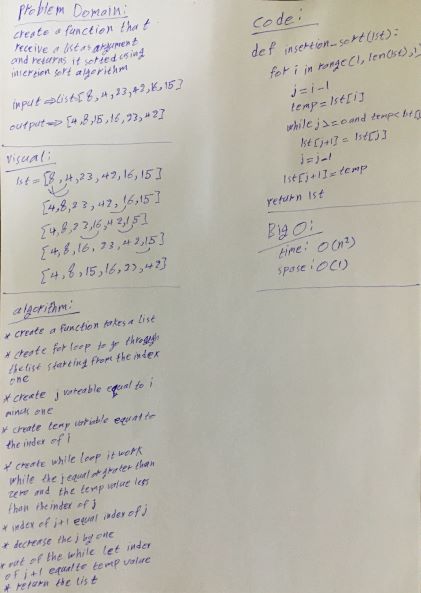 Problem Domain:
create a function that
receive a list as argument
and returns it sorted using
insertion sort algorithm
input => List[8,4,23,42,16,15]
output => [4,8,15,16,23,42]
Visual:
lst = [8,4,23,42,16,15]
[4,8,23,42,16,15]
[4,8,23,16,42,15]
[4,8,16,23,42,15]
[4,8,15,16,23,42]
algorithm:
* create a function takes a list
* create for loop to go through
the list starting from the index
one
* create j vareable equal to i
minus one
* create temp variable equal to
the index of i
* create while loop it work
while the j equal or grater than
zero and the temp value less
than the index of j
* index of j+1 equal index of j
* decrease the j by one
* out of the while let index
of j+1 equal to temp value
* return the list
Code:
def insertion_sort(lst):
for i in range(1, len(lst),1
j = i-1
temp = lst[i]
while j>=0 and temp<lst[j
lst[j+1] = lst[j]
j = j-1
lst[j+1] = temp
return lst
Big O:
time: O(n²)
spase: O(1)